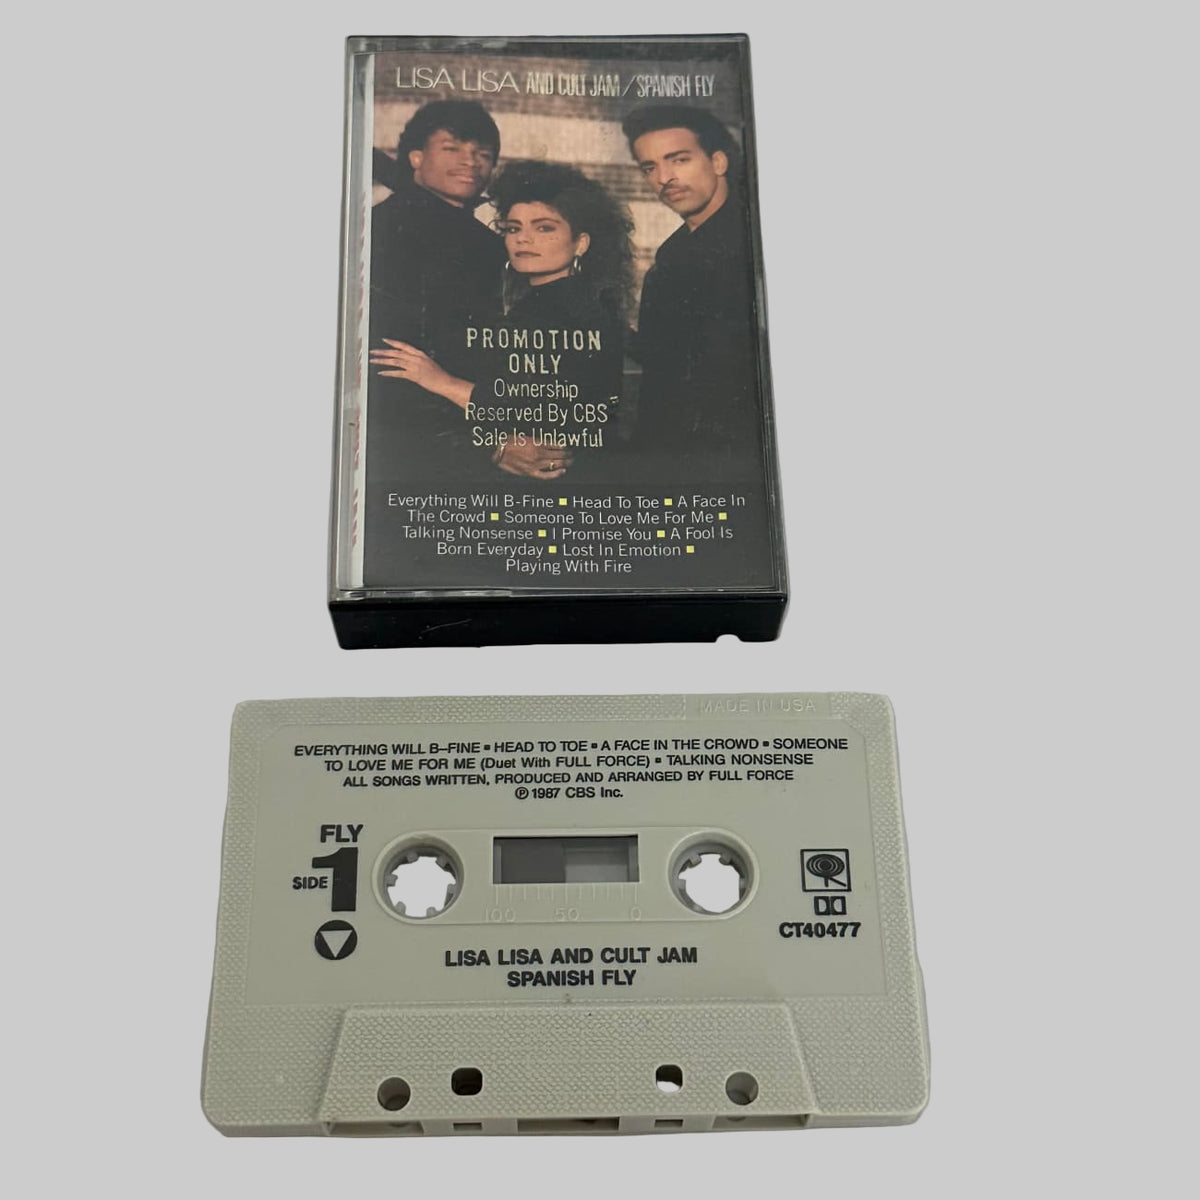 LISA LISA AND CULT JAM / SPANISH FLY
PROMOTION
ONLY
Ownership
Reserved By CBS
Sale Is Unlawful
Everything Will B-Fine ■ Head To Toe ■ A Face In
The Crowd ■ Someone To Love Me For Me ■
Talking Nonsense ■ I Promise You ■ A Fool Is
Born Everyday ■ Lost In Emotion ■
Playing With Fire
MADE IN USA
EVERYTHING WILL B–FINE ▪ HEAD TO TOE ▪ A FACE IN THE CROWD ▪ SOMEONE
TO LOVE ME FOR ME (Duet With FULL FORCE) ▪ TALKING NONSENSE
ALL SONGS WRITTEN, PRODUCED AND ARRANGED BY FULL FORCE
℗ 1987 CBS Inc.
FLY
SIDE 1
100 50 0
CT40477
LISA LISA AND CULT JAM
SPANISH FLY